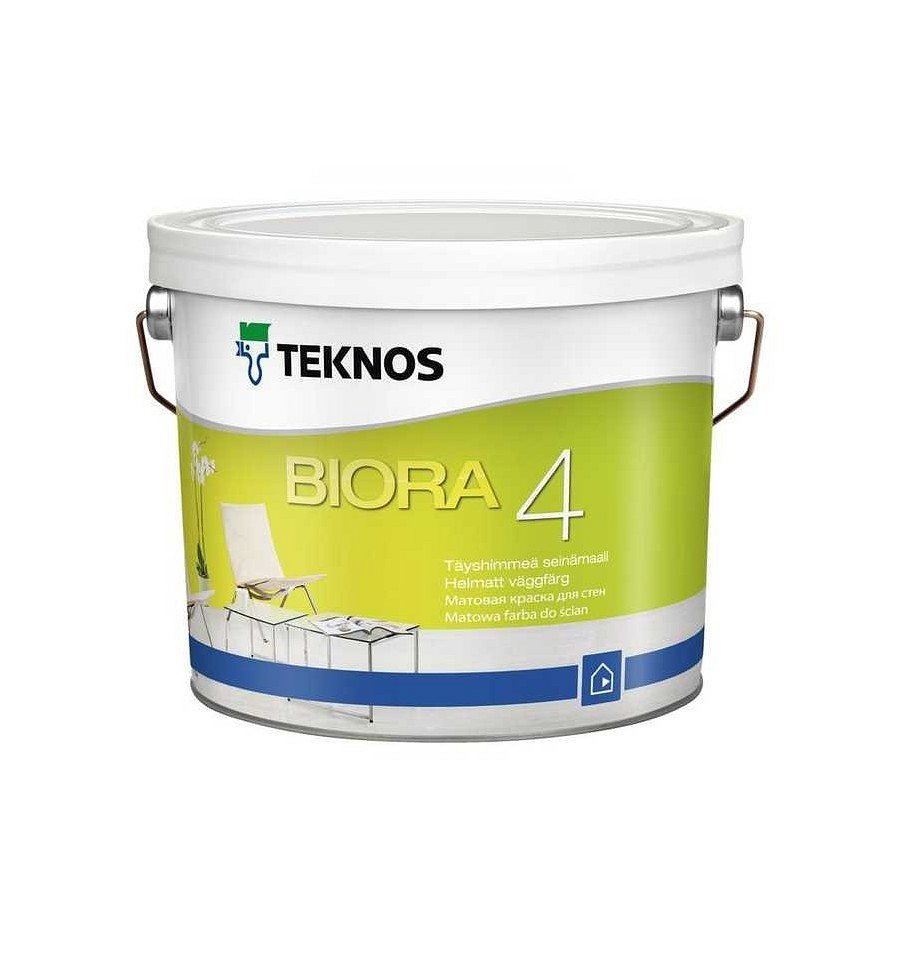 TEKNOS
BIORA 4
Täyshimmeä seinämaali
Helmatt väggfärg
Матовая краска для стен
Matowa farba do ścian